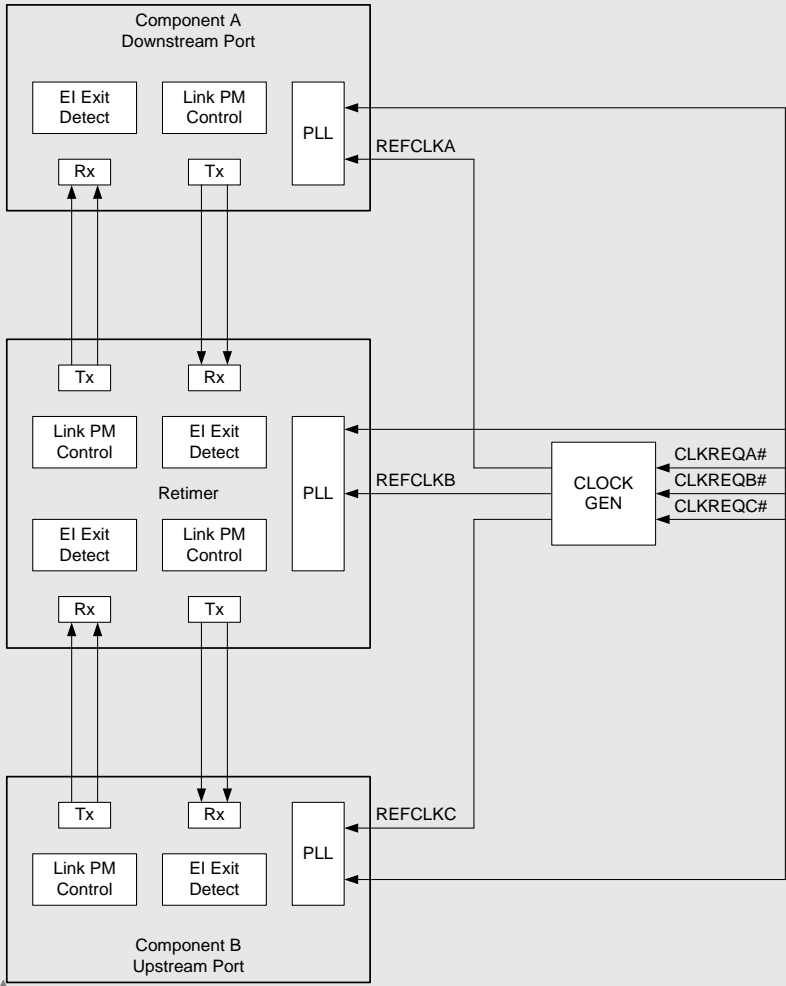 Component A
Downstream Port
EI Exit
Detect
Link PM
Control
PLL
REFCLKA
Rx
Tx
Tx
Rx
Link PM
Control
EI Exit
Detect
PLL
REFCLKB
Retimer
EI Exit
Detect
Link PM
Control
Rx
Tx
CLOCK
GEN
CLKREQA#
CLKREQB#
CLKREQC#
Tx
Rx
PLL
REFCLKC
Link PM
Control
EI Exit
Detect
Component B
Upstream Port